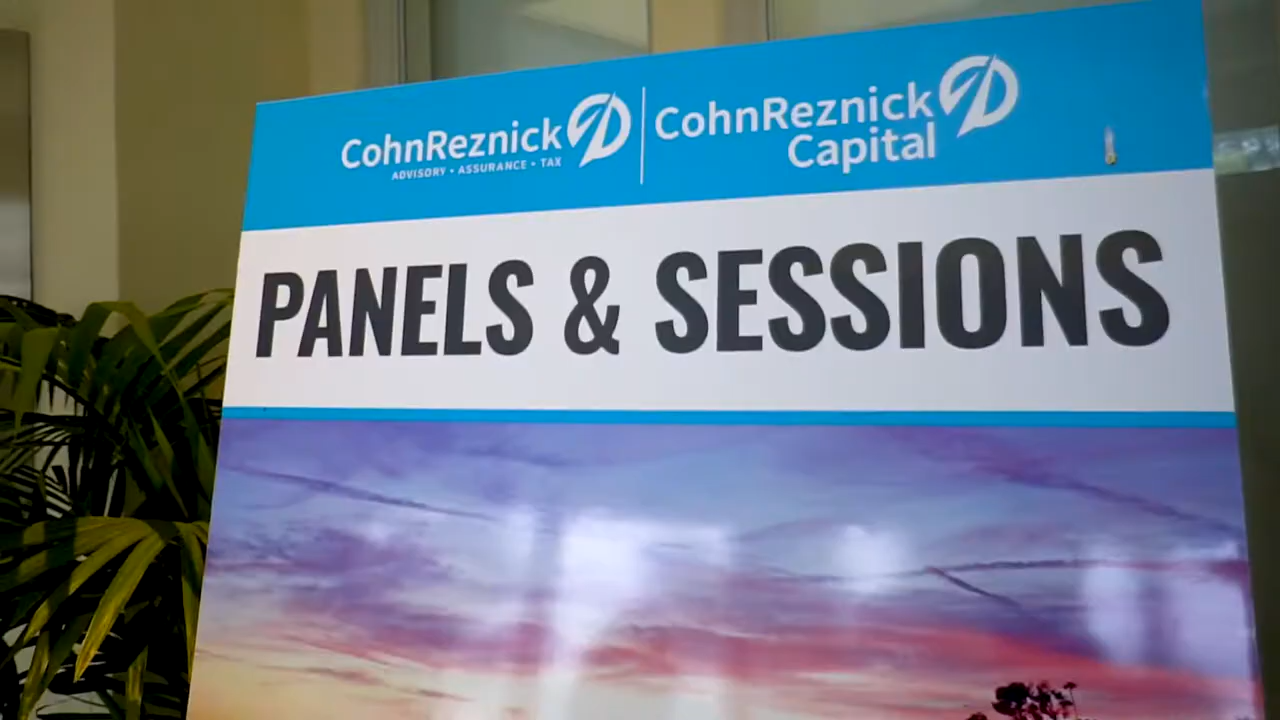 CohnReznick
ADVISORY • ASSURANCE • TAX
CohnReznick
Capital
PANELS & SESSIONS